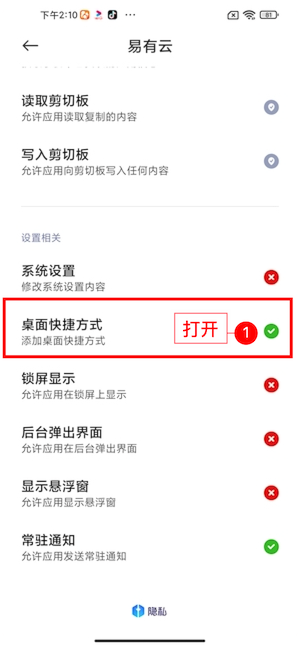 下午2:10
81
易有云
读取剪切板
允许应用读取复制的内容
写入剪切板
允许应用向剪切板写入任何内容
设置相关
系统设置
修改系统设置内容
桌面快捷方式
添加桌面快捷方式
打开
1
锁屏显示
允许应用在锁屏上显示
后台弹出界面
允许应用在后台弹出界面
显示悬浮窗
允许应用显示悬浮窗
常驻通知
允许应用发送常驻通知
隐私